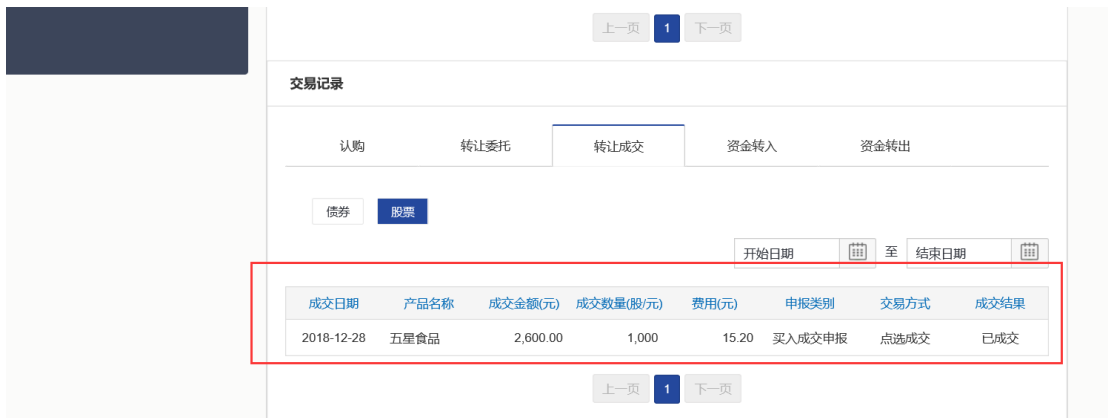 上一页 1 下一页
交易记录
认购 转让委托 转让成交 资金转入 资金转出
债券 股票
开始日期 至 结束日期
成交日期 产品名称 成交金额(元) 成交数量(股/元) 费用(元) 申报类别 交易方式 成交结果
2018-12-28 五星食品 2,600.00 1,000 15.20 买入成交申报 点选成交 已成交
上一页 1 下一页